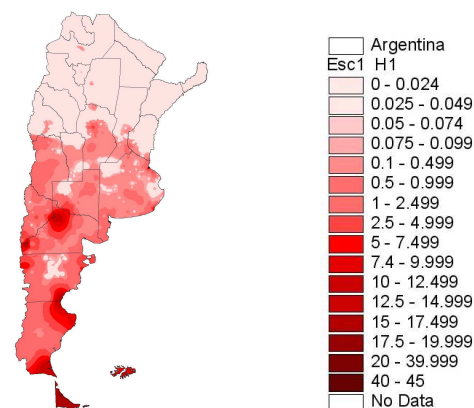 Argentina
Esc1 H1
0 - 0.024
0.025 - 0.049
0.05 - 0.074
0.075 - 0.099
0.1 - 0.499
0.5 - 0.999
1 - 2.499
2.5 - 4.999
5 - 7.499
7.4 - 9.999
10 - 12.499
12.5 - 14.999
15 - 17.499
17.5 - 19.999
20 - 39.999
40 - 45
No Data